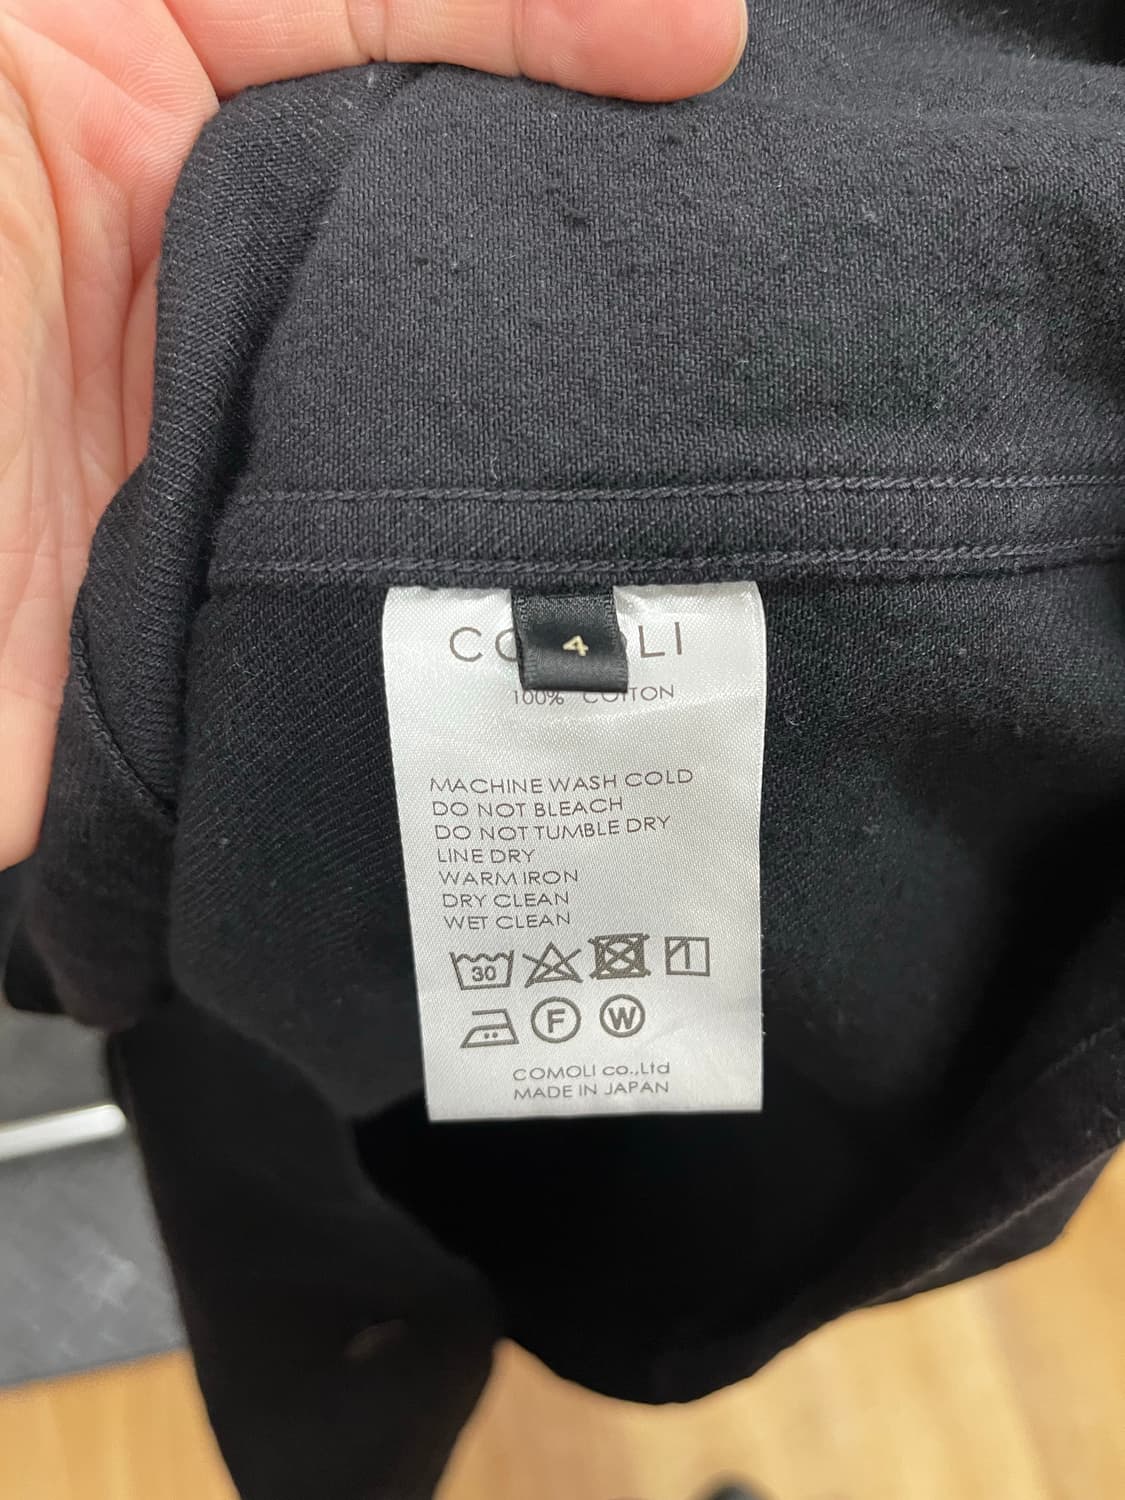 COMOLI
4
100% COTTON
MACHINE WASH COLD
DO NOT BLEACH
DO NOT TUMBLE DRY
LINE DRY
WARM IRON
DRY CLEAN
WET CLEAN
30
F W
COMOLI co.,Ltd
MADE IN JAPAN